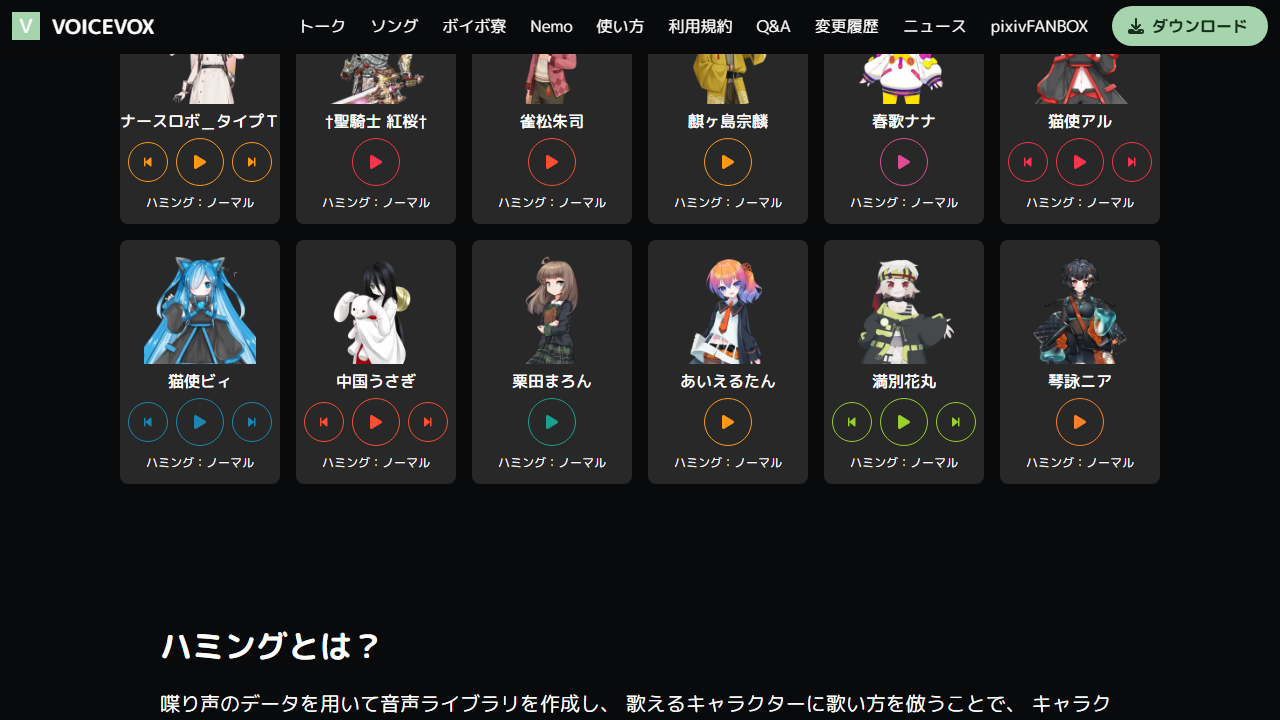 V VOICEVOX トーク ソング ボイボ寮 Nemo 使い方 利用規約 Q&A 変更履歴 ニュース pixivFANBOX ダウンロード
ナースロボ＿タイプT †聖騎士 紅桜† 雀松朱司 麒ヶ島宗麟 春歌ナナ 猫使アル
ハミング：ノーマル ハミング：ノーマル ハミング：ノーマル ハミング：ノーマル ハミング：ノーマル ハミング：ノーマル
猫使ビィ 中国うさぎ 栗田まろん あいえるたん 満別花丸 琴詠ニア
ハミング：ノーマル ハミング：ノーマル ハミング：ノーマル ハミング：ノーマル ハミング：ノーマル ハミング：ノーマル
ハミングとは？
喋り声のデータを用いて音声ライブラリを作成し、 歌えるキャラクターに歌い方を倣うことで、 キャラク